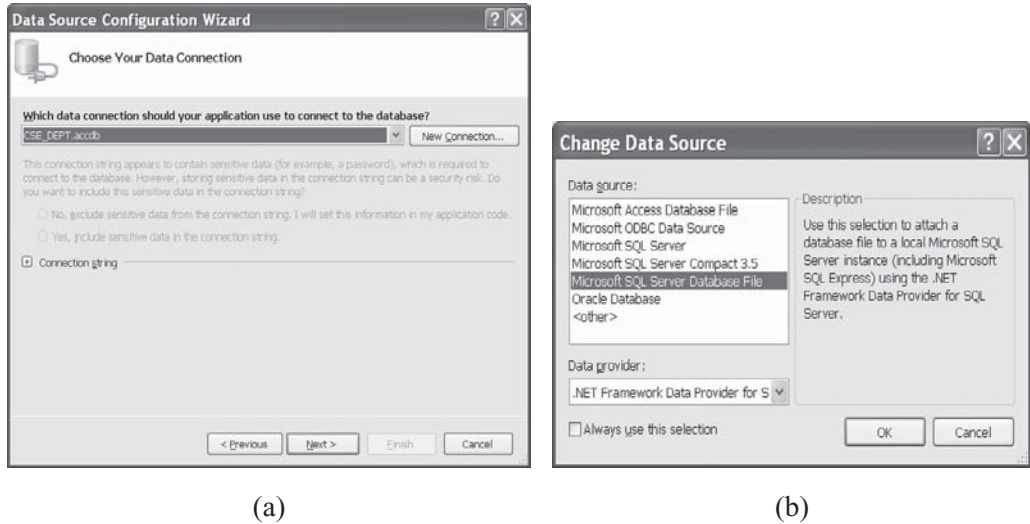 Data Source Configuration Wizard
Choose Your Data Connection
Which data connection should your application use to connect to the database?
CSE_DEPT.accdb
New Connection...
This connection string appears to contain sensitive data (for example, a password), which is required to
connect to the database. However, storing sensitive data in the connection string can be a security risk. Do
you want to include this sensitive data in the connection string?
No, exclude sensitive data from the connection string. I will set this information in my application code.
Yes, include sensitive data in the connection string.
Connection string
< Previous
Next >
Finish
Cancel
(a)
Change Data Source
Data source:
Microsoft Access Database File
Microsoft ODBC Data Source
Microsoft SQL Server
Microsoft SQL Server Compact 3.5
Microsoft SQL Server Database File
Oracle Database
<other>
Description
Use this selection to attach a
database file to a local Microsoft SQL
Server instance (including Microsoft
SQL Express) using the .NET
Framework Data Provider for SQL
Server.
Data provider:
.NET Framework Data Provider for S
Always use this selection
OK
Cancel
(b)